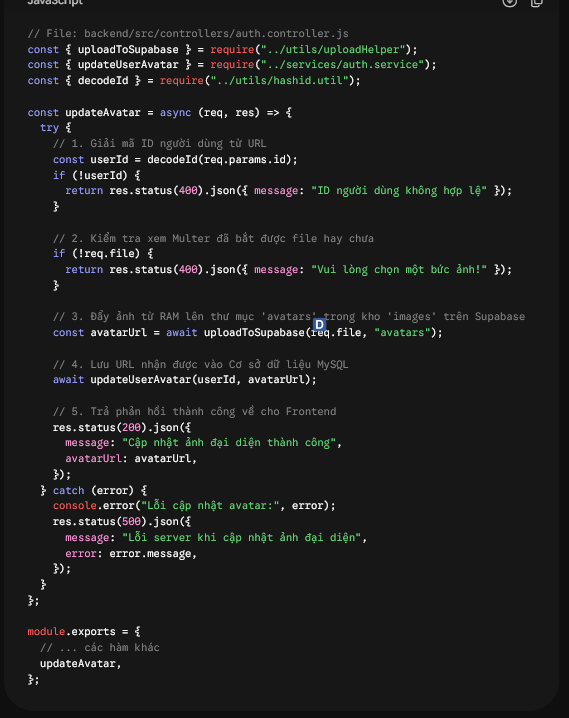 JavaScript
// File: backend/src/controllers/auth.controller.js
const { uploadToSupabase } = require("../utils/uploadHelper");
const { updateUserAvatar } = require("../services/auth.service");
const { decodeId } = require("../utils/hashid.util");
const updateAvatar = async (req, res) => {
try {
// 1. Giải mã ID người dùng từ URL
const userId = decodeId(req.params.id);
if (!userId) {
return res.status(400).json({ message: "ID người dùng không hợp lệ" });
}
// 2. Kiểm tra xem Multer đã bắt được file hay chưa
if (!req.file) {
return res.status(400).json({ message: "Vui lòng chọn một bức ảnh!" });
}
// 3. Đẩy ảnh từ RAM lên thư mục 'avatars' trong kho 'images' trên Supabase
const avatarUrl = await uploadToSupabase(req.file, "avatars");
D
// 4. Lưu URL nhận được vào Cơ sở dữ liệu MySQL
await updateUserAvatar(userId, avatarUrl);
// 5. Trả phản hồi thành công về cho Frontend
res.status(200).json({
message: "Cập nhật ảnh đại diện thành công",
avatarUrl: avatarUrl,
});
} catch (error) {
console.error("Lỗi cập nhật avatar:", error);
res.status(500).json({
message: "Lỗi server khi cập nhật ảnh đại diện",
error: error.message,
});
}
};
module.exports = {
// ... các hàm khác
updateAvatar,
};